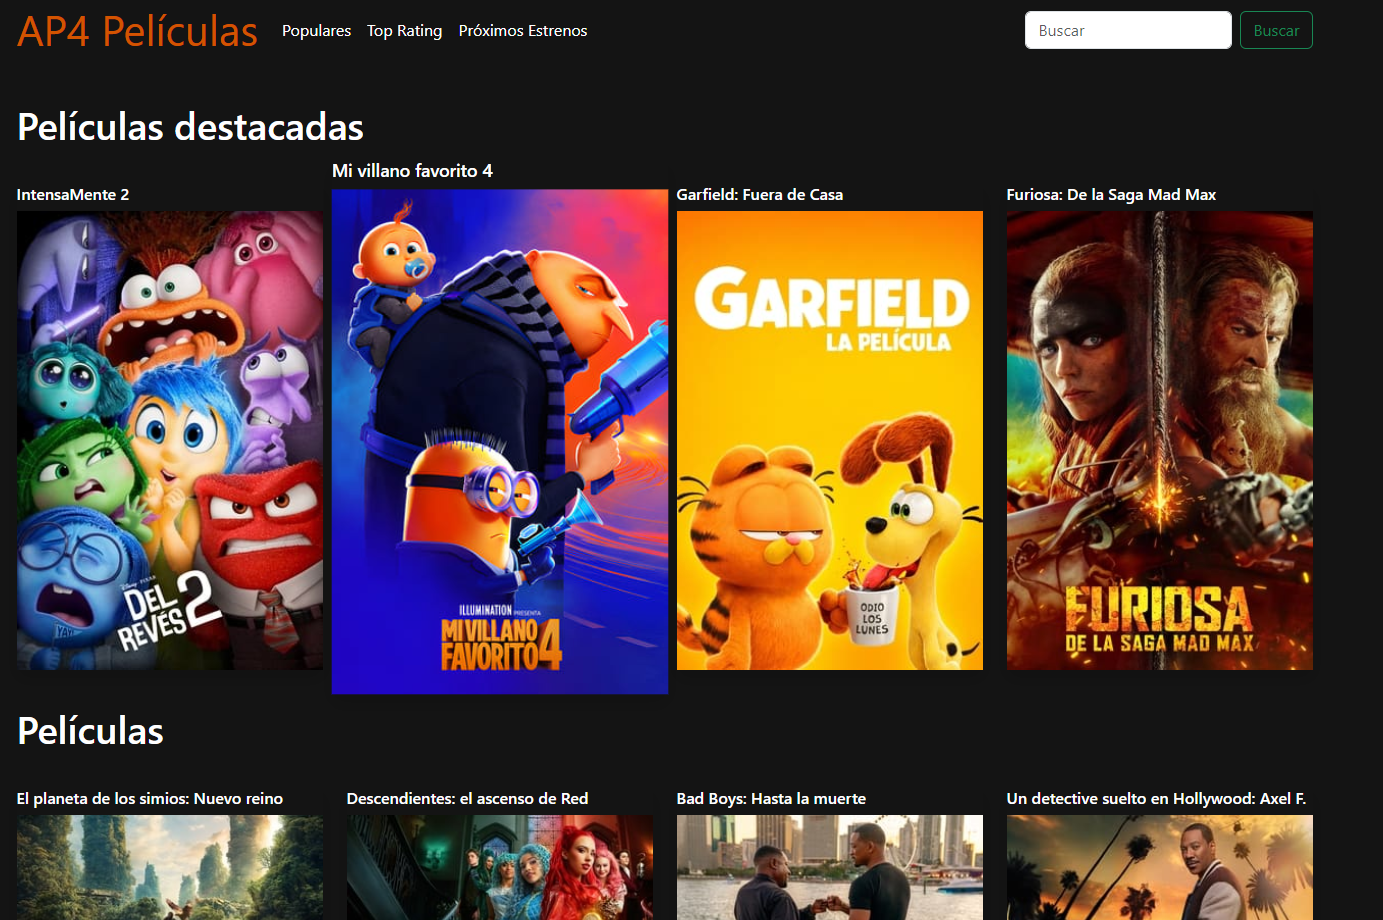 AP4 Películas
Populares
Top Rating
Próximos Estrenos
Buscar
Buscar
Películas destacadas
IntensaMente 2
Mi villano favorito 4
Garfield: Fuera de Casa
Furiosa: De la Saga Mad Max
YAY!
DISNEY · PIXAR
DEL
REVÉS 2
ILLUMINATION PRESENTA
MI VILLANO
FAVORITO 4
GARFIELD
LA PELÍCULA
ODIO
LOS
LUNES
FURIOSA
DE LA SAGA MAD MAX
Películas
El planeta de los simios: Nuevo reino
Descendientes: el ascenso de Red
Bad Boys: Hasta la muerte
Un detective suelto en Hollywood: Axel F.